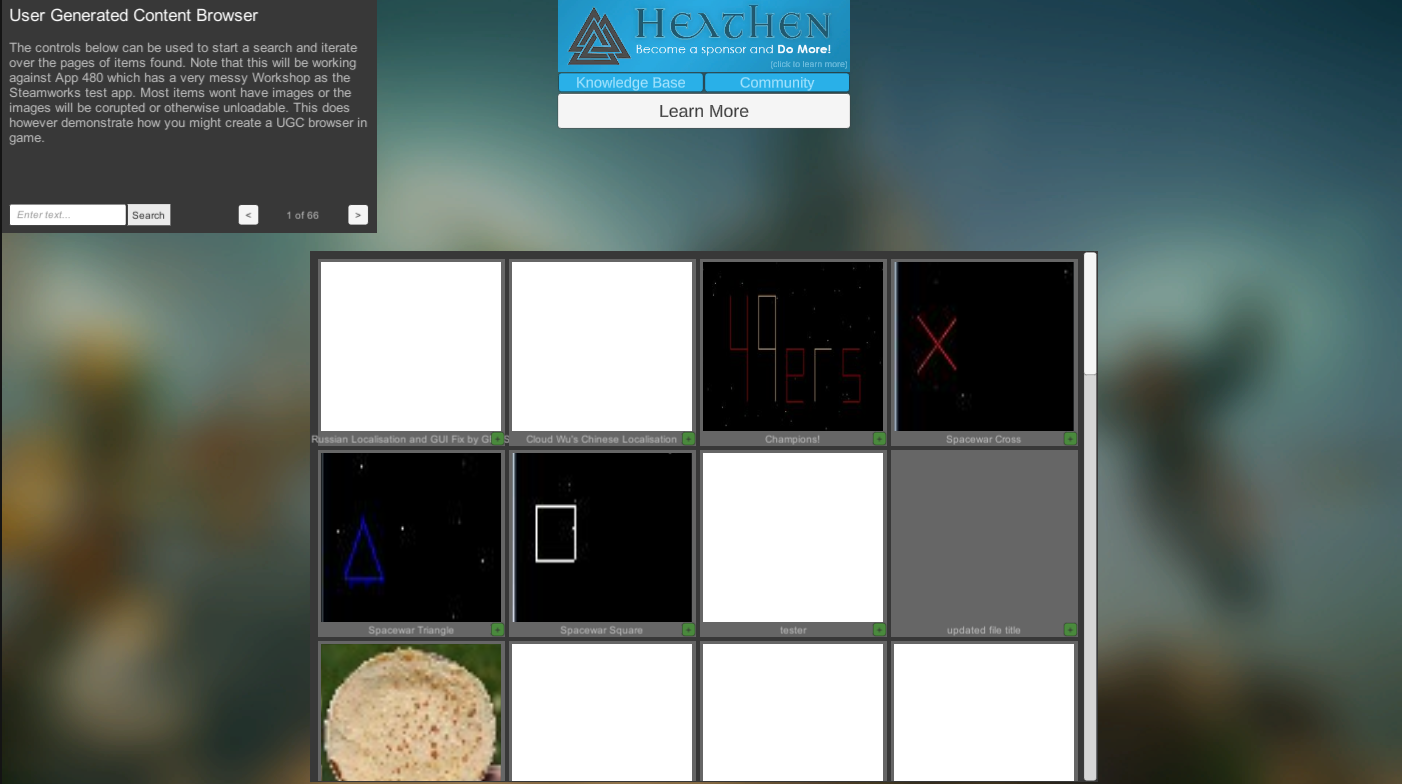 User Generated Content Browser
The controls below can be used to start a search and iterate
over the pages of items found. Note that this will be working
against App 480 which has a very messy Workshop as the
Steamworks test app. Most items wont have images or the
images will be corupted or otherwise unloadable. This does
however demonstrate how you might create a UGC browser in
game.
Enter text...
Search
<
1 of 66
>
HEATHEN
Become a sponsor and Do More!
[click to learn more]
Knowledge Base
Community
Learn More
49ers
Russian Localisation and GUI Fix by
+
Cloud Wu's Chinese Localisation
+
Champions!
+
Spacewar Cross
+
Spacewar Triangle
+
Spacewar Square
+
tester
+
updated file title
+